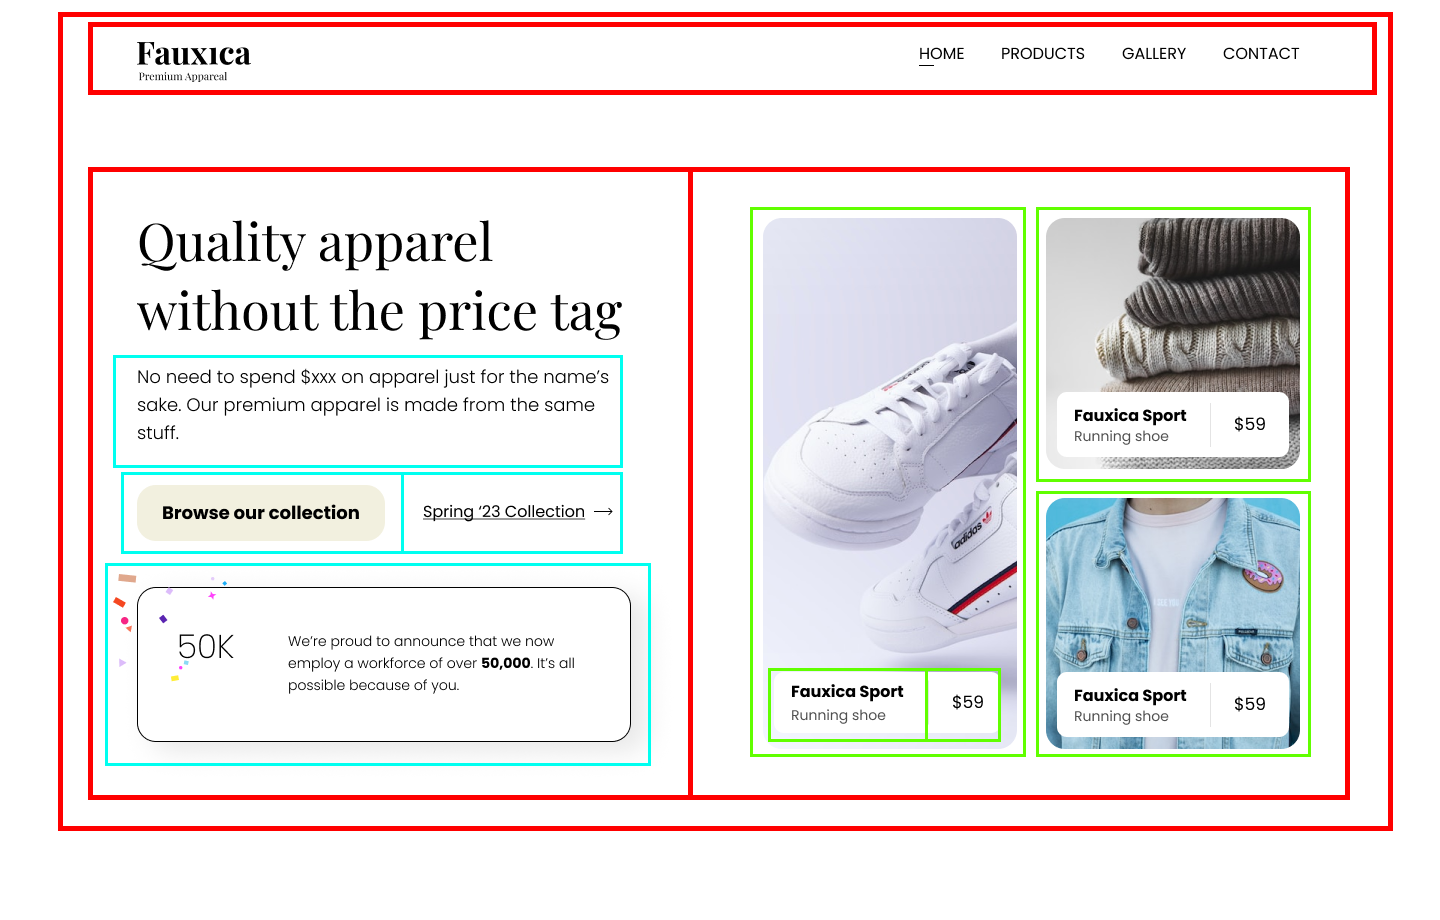 Fauxıca
Premium Appareal
HOME PRODUCTS GALLERY CONTACT
Quality apparel
without the price tag
No need to spend $xxx on apparel just for the name’s
sake. Our premium apparel is made from the same
stuff.
Browse our collection
Spring ‘23 Collection
50K
We’re proud to announce that we now
employ a workforce of over 50,000. It’s all
possible because of you.
adidas
Fauxica Sport
Running shoe
$59
Fauxica Sport
Running shoe
$59
Fauxica Sport
Running shoe
$59